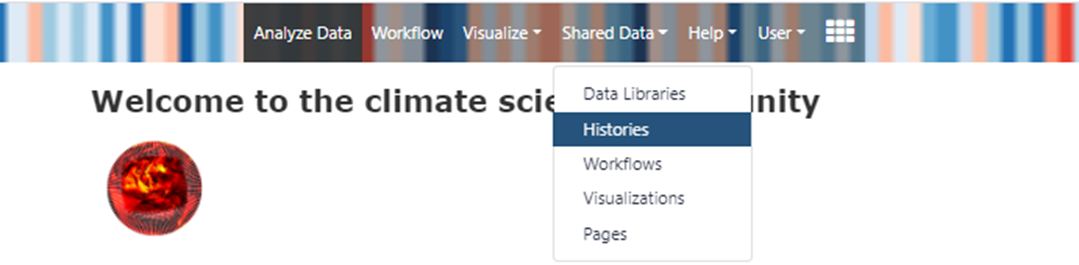 Analyze Data Workflow Visualize Shared Data Help User
Welcome to the climate scie unity
Data Libraries
Histories
Workflows
Visualizations
Pages